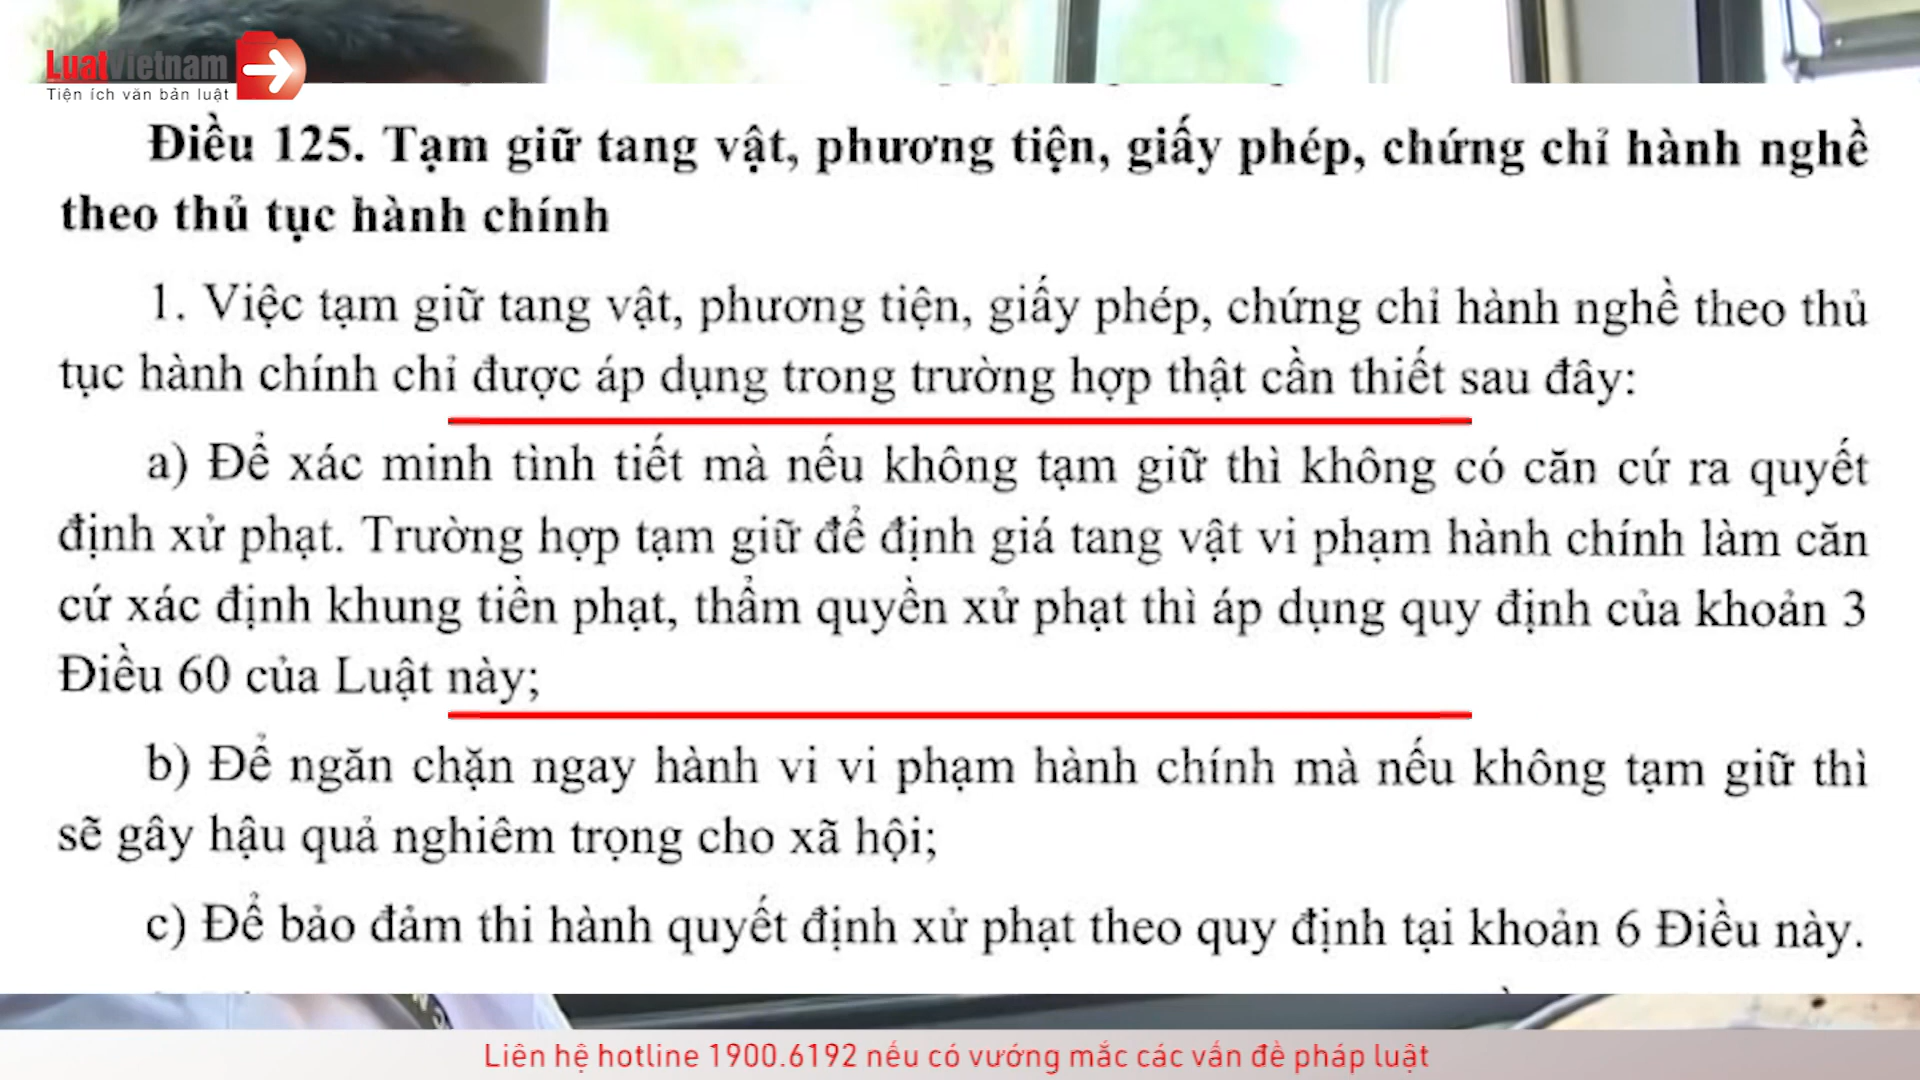 LuatVietnam
Tiện ích văn bản luật
Điều 125. Tạm giữ tang vật, phương tiện, giấy phép, chứng chỉ hành nghề
theo thủ tục hành chính
1. Việc tạm giữ tang vật, phương tiện, giấy phép, chứng chỉ hành nghề theo thủ
tục hành chính chỉ được áp dụng trong trường hợp thật cần thiết sau đây:
a) Để xác minh tình tiết mà nếu không tạm giữ thì không có căn cứ ra quyết
định xử phạt. Trường hợp tạm giữ để định giá tang vật vi phạm hành chính làm căn
cứ xác định khung tiền phạt, thẩm quyền xử phạt thì áp dụng quy định của khoản 3
Điều 60 của Luật này;
b) Để ngăn chặn ngay hành vi vi phạm hành chính mà nếu không tạm giữ thì
sẽ gây hậu quả nghiêm trọng cho xã hội;
c) Để bảo đảm thi hành quyết định xử phạt theo quy định tại khoản 6 Điều này.
Liên hệ hotline 1900.6192 nếu có vướng mắc các vấn đề pháp luật